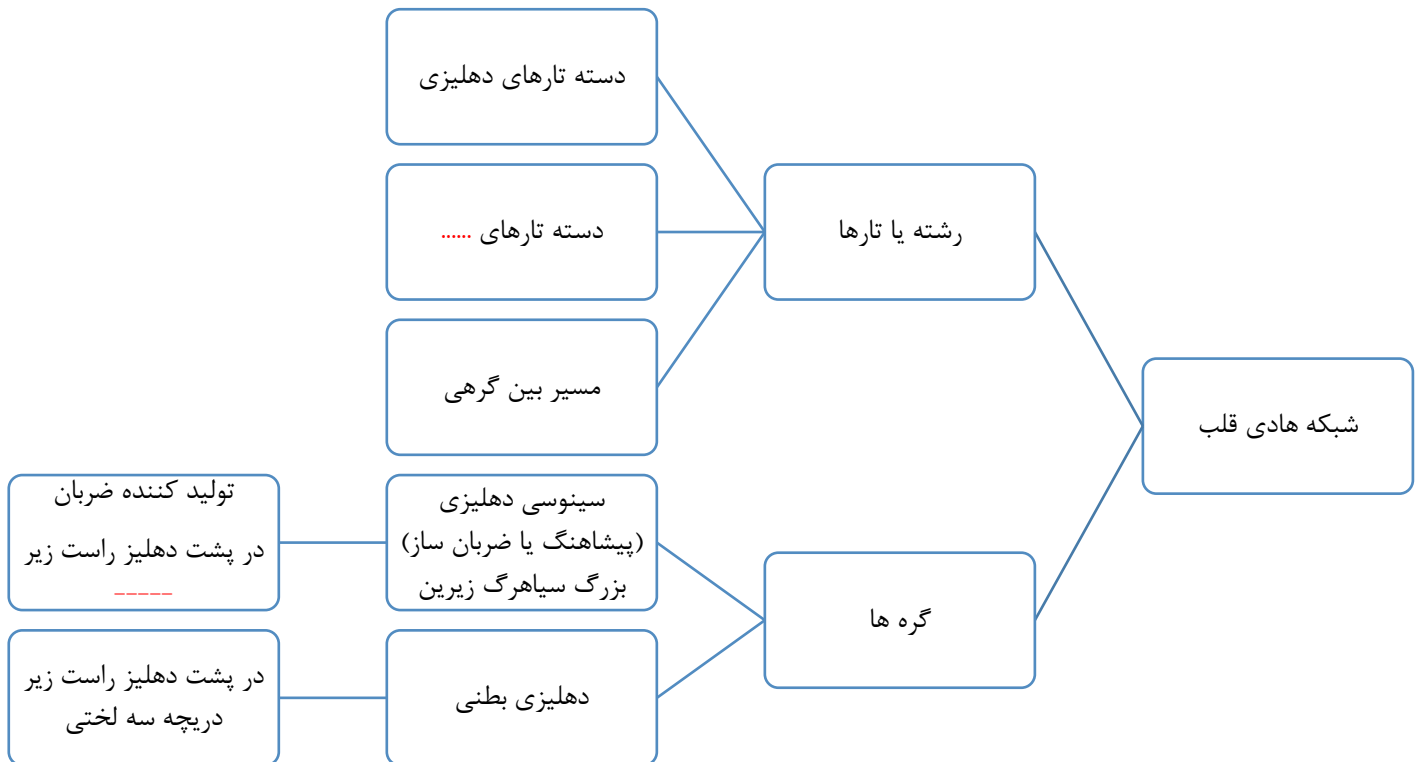 شبکه هادی قلب
رشته یا تارها
دسته تارهای دهلیزی
دسته تارهای ......
مسیر بین گرهی
گره ها
سینوسی دهلیزی
(پیشاهنگ یا ضربان ساز)
بزرگ سیاهرگ زیرین
تولید کننده ضربان
در پشت دهلیز راست زیر
_____
دهلیزی بطنی
در پشت دهلیز راست زیر
دریچه سه لختی